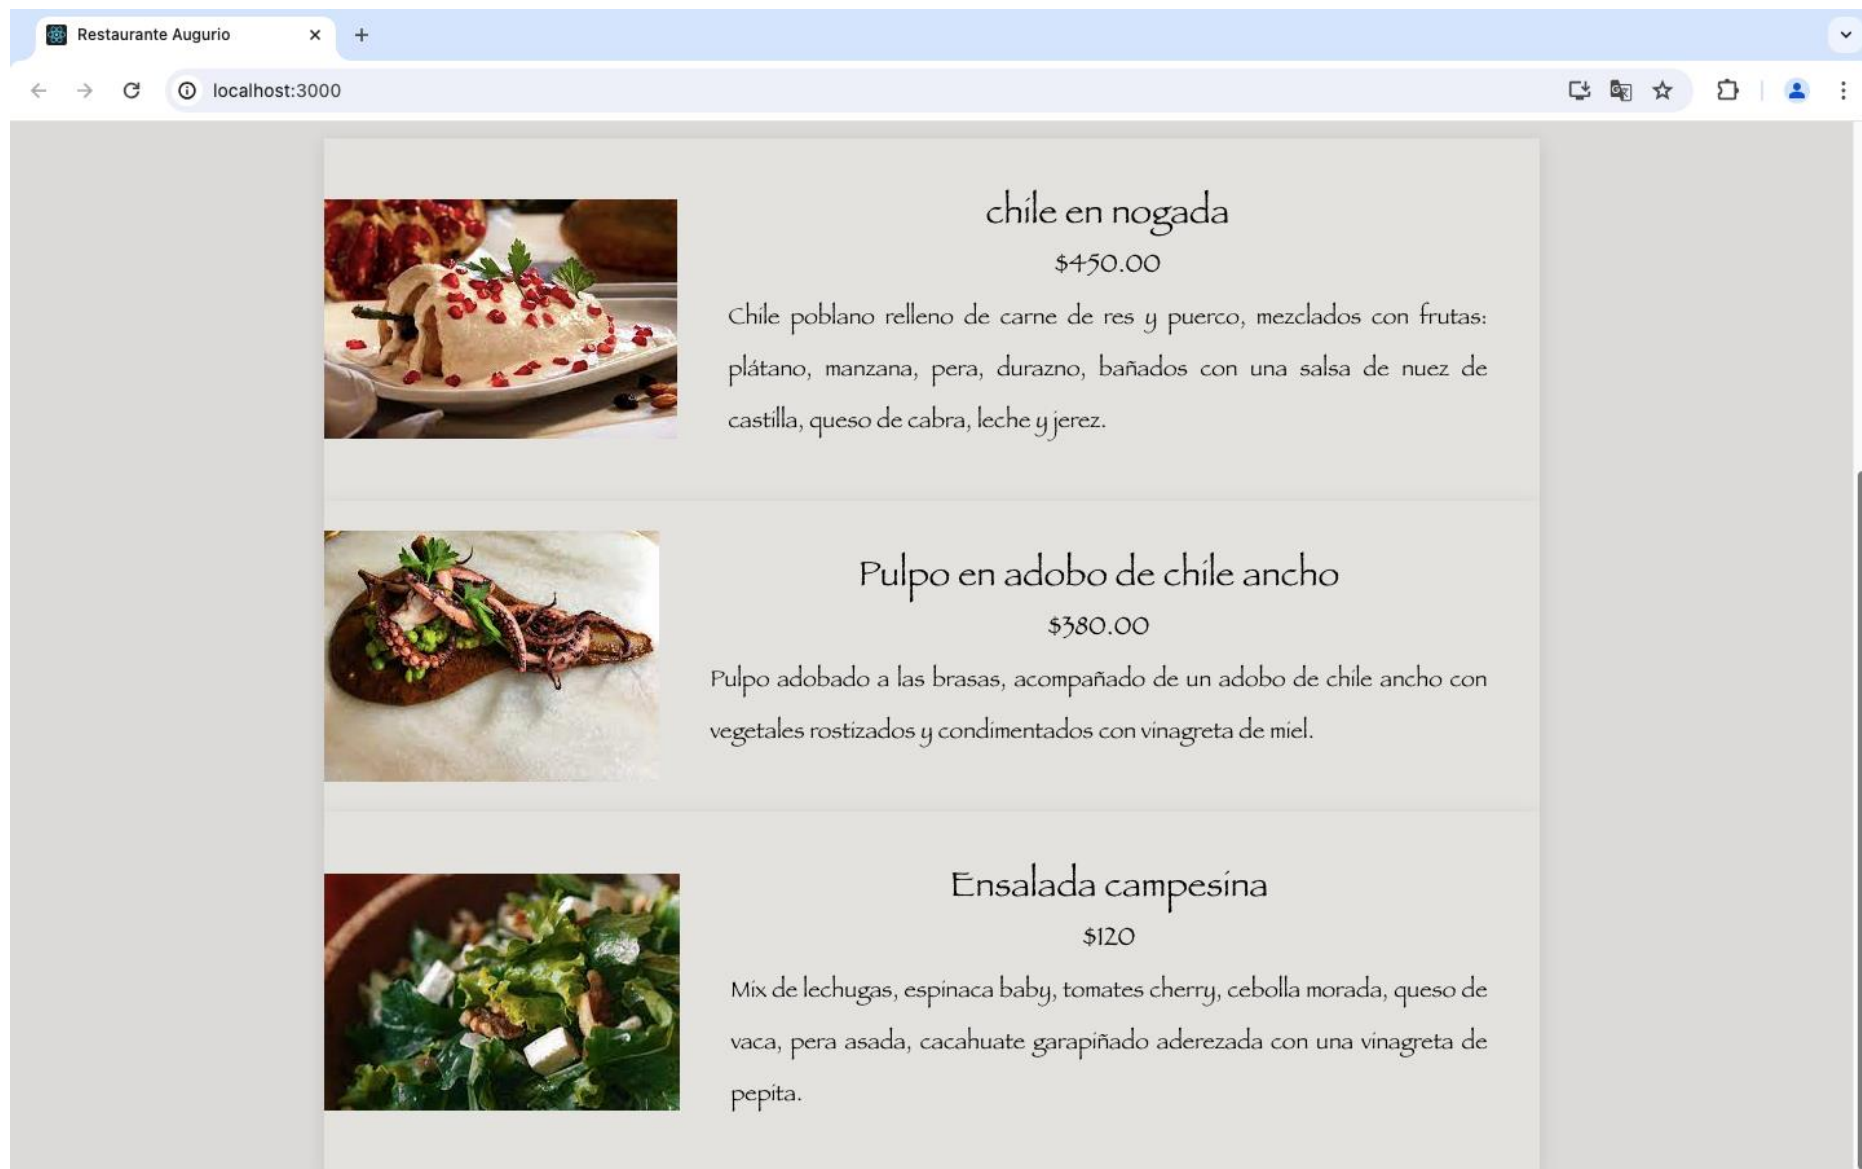 Restaurante Augurio
localhost:3000
chile en nogada
$450.00
Chile poblano relleno de carne de res y puerco, mezclados con frutas:
plátano, manzana, pera, durazno, bañados con una salsa de nuez de
castilla, queso de cabra, leche y jerez.
Pulpo en adobo de chile ancho
$380.00
Pulpo adobado a las brasas, acompañado de un adobo de chile ancho con
vegetales rostizados y condimentados con vinagreta de miel.
Ensalada campesina
$120
Mix de lechugas, espinaca baby, tomates cherry, cebolla morada, queso de
vaca, pera asada, cacahuate garapiñado aderezada con una vinagreta de
pepita.